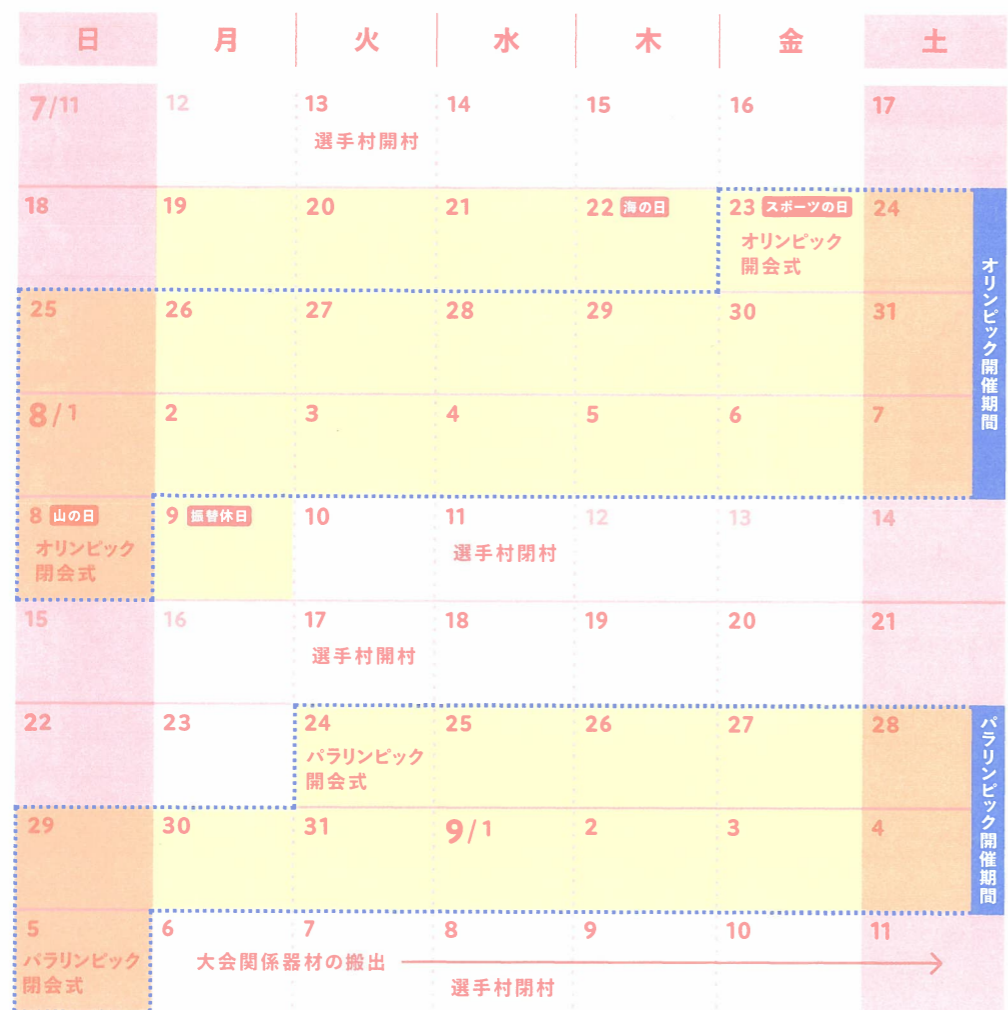 日 月 火 水 木 金 土
7/11 12 13 14 15 16 17
選手村開村
18 19 20 21 22 海の日 23 スポーツの日 24
オリンピック
開会式
オリンピック開催期間
25 26 27 28 29 30 31
8/1 2 3 4 5 6 7
8 山の日 9 振替休日 10 11 12 13 14
オリンピック
閉会式
選手村閉村
15 16 17 18 19 20 21
選手村開村
22 23 24 25 26 27 28
パラリンピック
開会式
パラリンピック開催期間
29 30 31 9/1 2 3 4
5 6 7 8 9 10 11
パラリンピック
閉会式
大会関係器材の搬出
選手村閉村